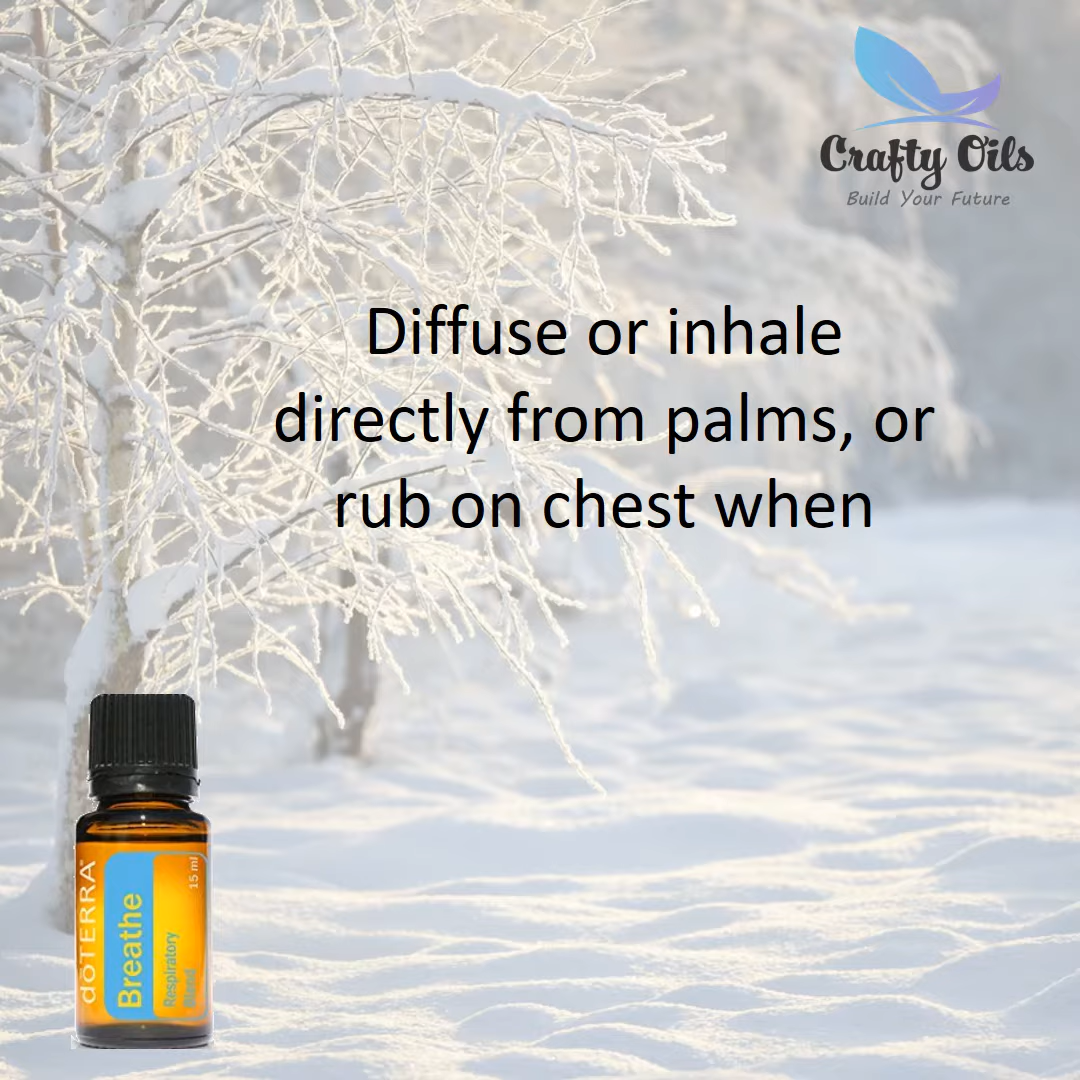 Crafty Oils
Build Your Future
Diffuse or inhale
directly from palms, or
rub on chest when
dōTERRA®
Breathe
Respiratory
Blend
15 ml